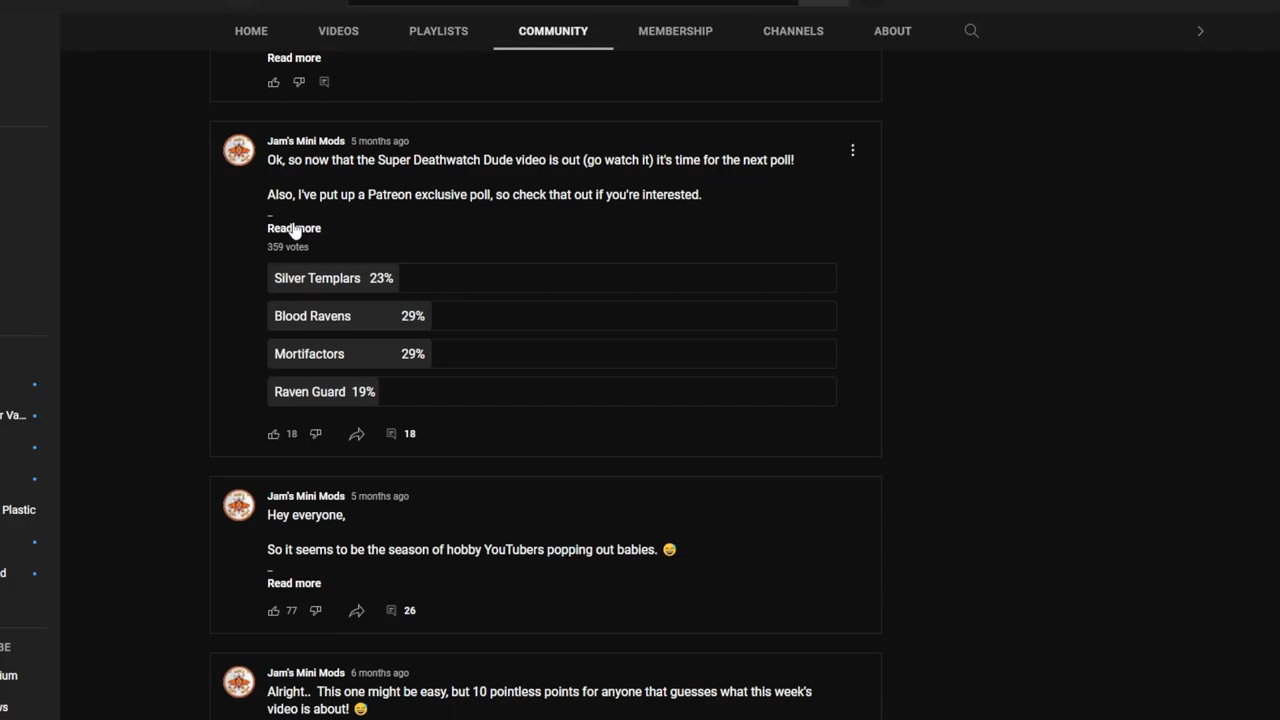 HOME VIDEOS PLAYLISTS COMMUNITY MEMBERSHIP CHANNELS ABOUT
Read more
Jam's Mini Mods 5 months ago
Ok, so now that the Super Deathwatch Dude video is out (go watch it) it's time for the next poll!
Also, I've put up a Patreon exclusive poll, so check that out if you're interested.
_
Read more
359 votes
Silver Templars 23%
Blood Ravens 29%
Mortifactors 29%
Raven Guard 19%
18 18
Jam's Mini Mods 5 months ago
Hey everyone,
So it seems to be the season of hobby YouTubers popping out babies. 😅
_
Read more
77 26
Jam's Mini Mods 6 months ago
Alright.. This one might be easy, but 10 pointless points for anyone that guesses what this week's
video is about! 😅
r Va...
Plastic
d
BE
ium
vs